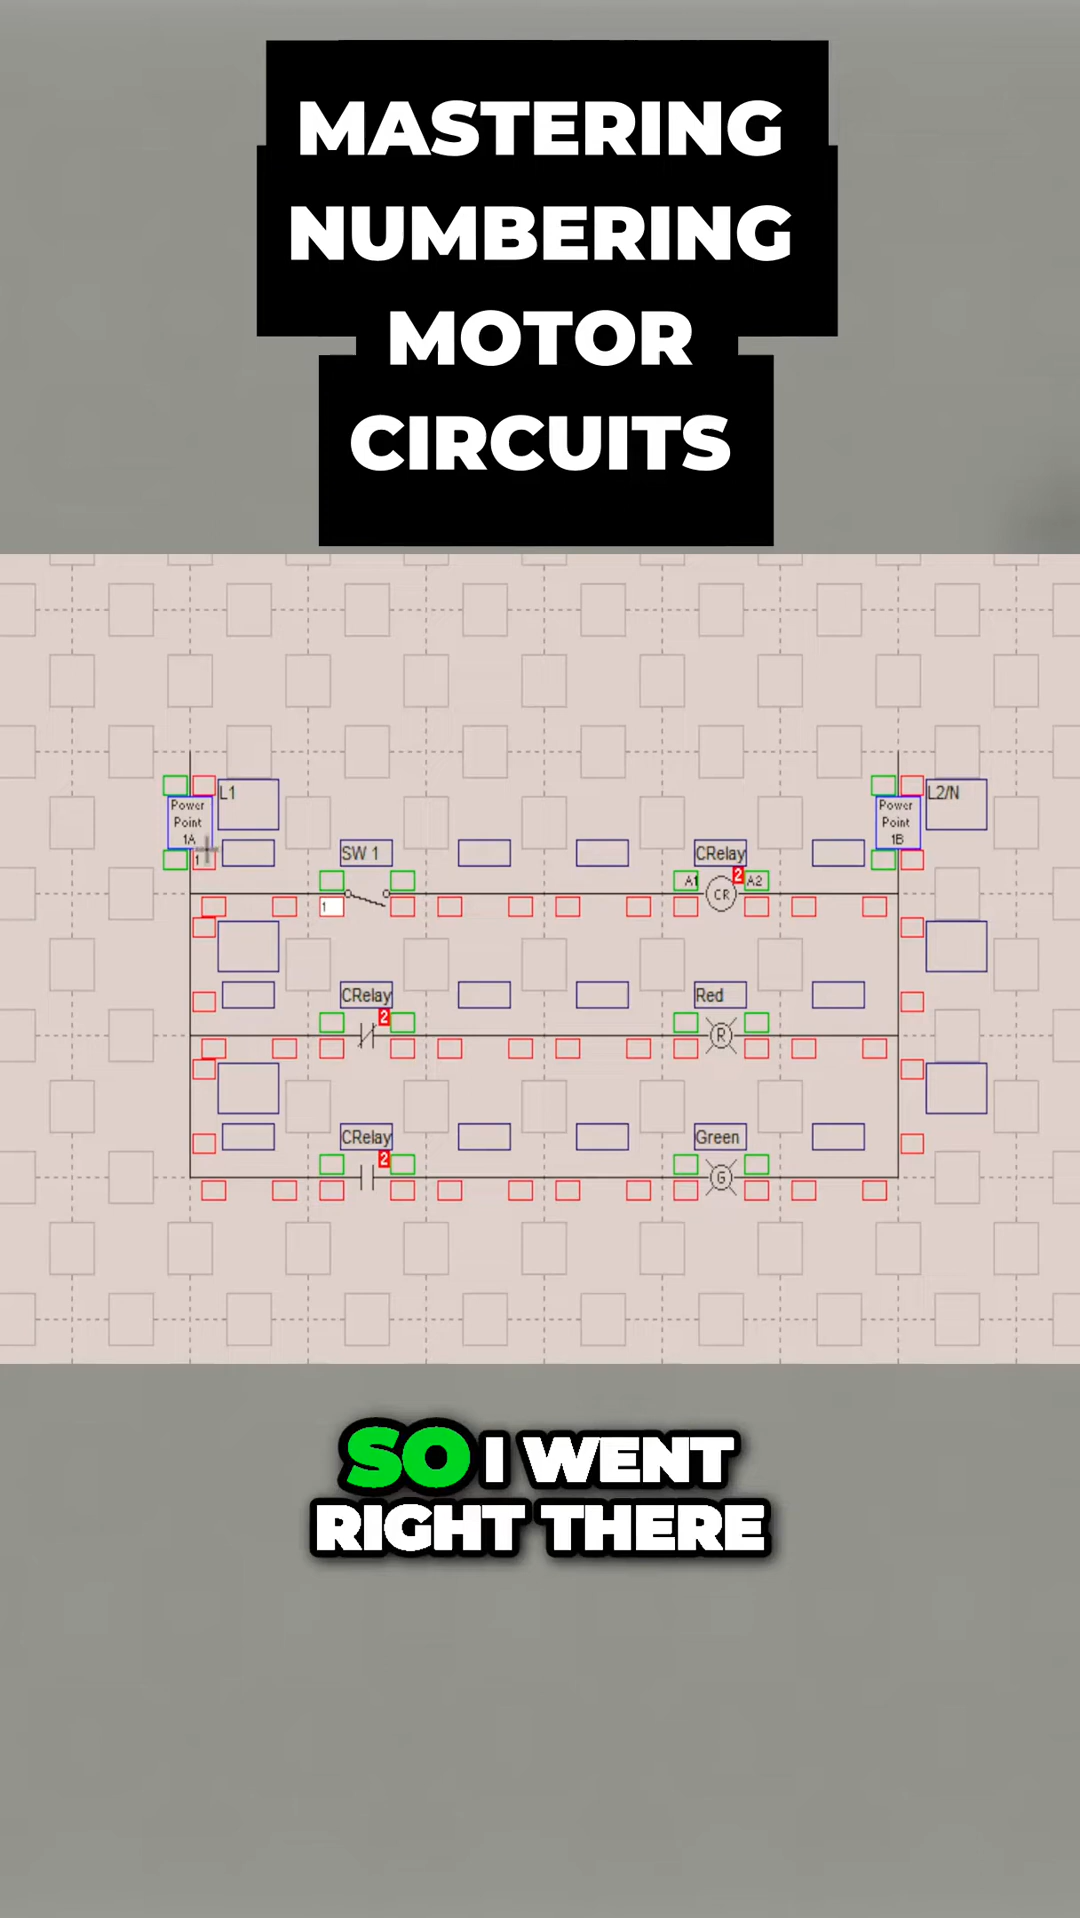 MASTERING
NUMBERING
MOTOR
CIRCUITS
L1
L2/N
Power
Point
1A
1
Power
Point
1B
SW 1
CRelay
1
A1
2
A2
CR
CRelay
2
Red
R
CRelay
2
Green
G
SO I WENT
RIGHT THERE